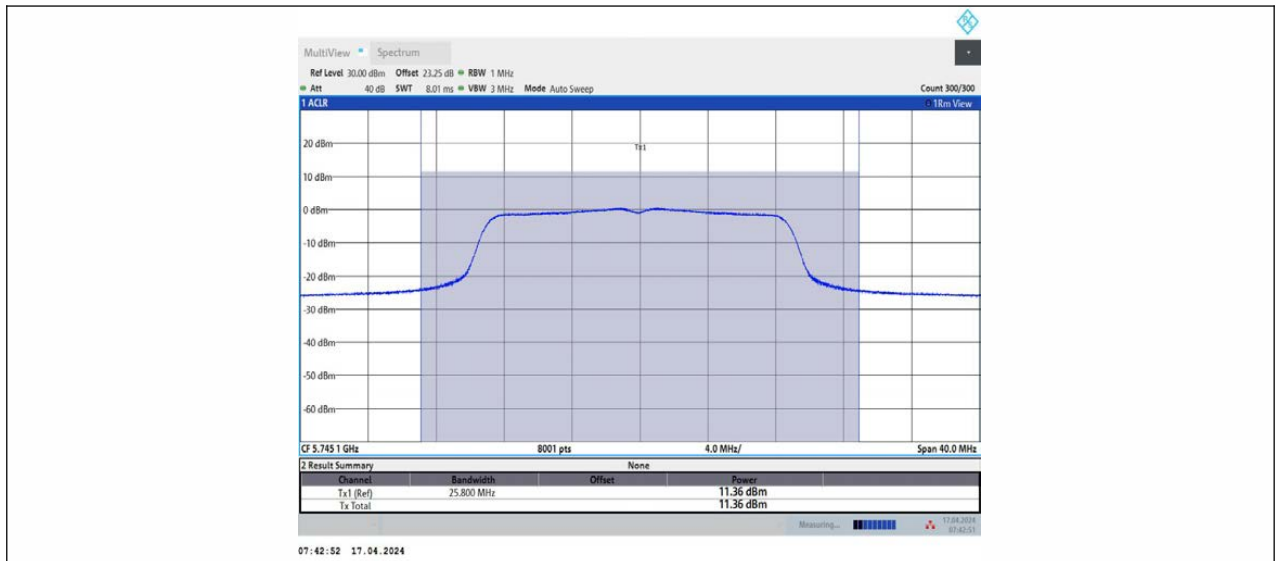 MultiView Spectrum
Ref Level 30.00 dBm Offset 23.25 dB RBW 1 MHz
Att 40 dB SWT 8.01 ms VBW 3 MHz Mode Auto Sweep Count 300/300
1 ACLR 1Rm View
20 dBm
Tx1
10 dBm
0 dBm
-10 dBm
-20 dBm
-30 dBm
-40 dBm
-50 dBm
-60 dBm
CF 5.745 1 GHz 8001 pts 4.0 MHz/ Span 40.0 MHz
2 Result Summary None
Channel Bandwidth Offset Power
Tx1 (Ref) 25.800 MHz 11.36 dBm
Tx Total 11.36 dBm
Measuring... 17.04.2024
07:42:51
07:42:52 17.04.2024